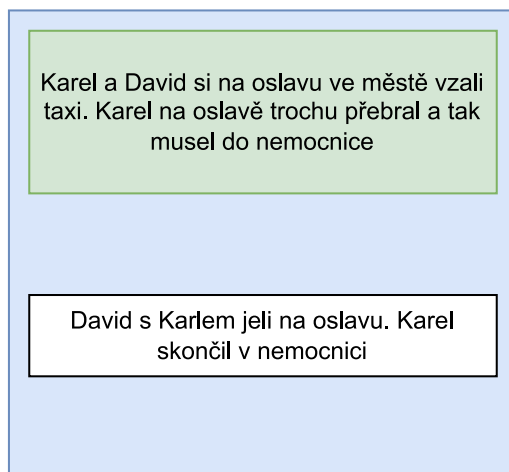 Karel a David si na oslavu ve městě vzali
taxi. Karel na oslavě trochu přebral a tak
musel do nemocnice
David s Karlem jeli na oslavu. Karel
skončil v nemocnici